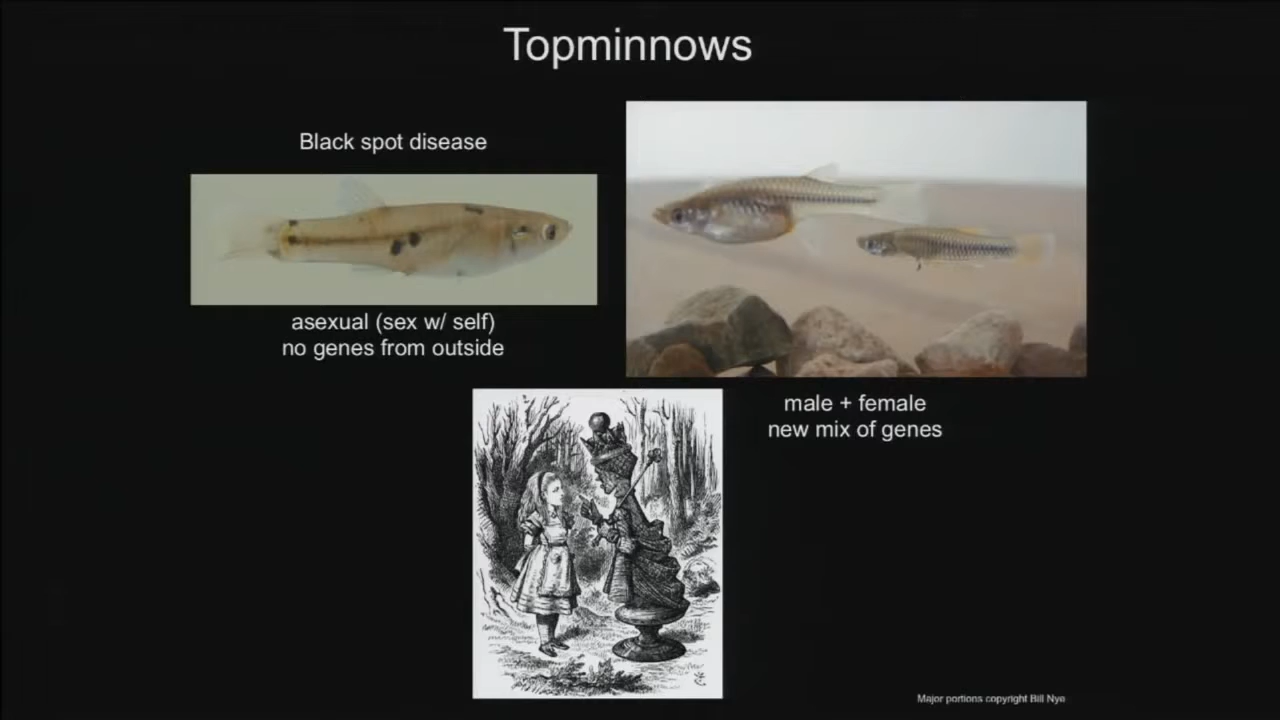 Topminnows
Black spot disease
asexual (sex w/ self)
no genes from outside
male + female
new mix of genes
Major portions copyright Bill Nye